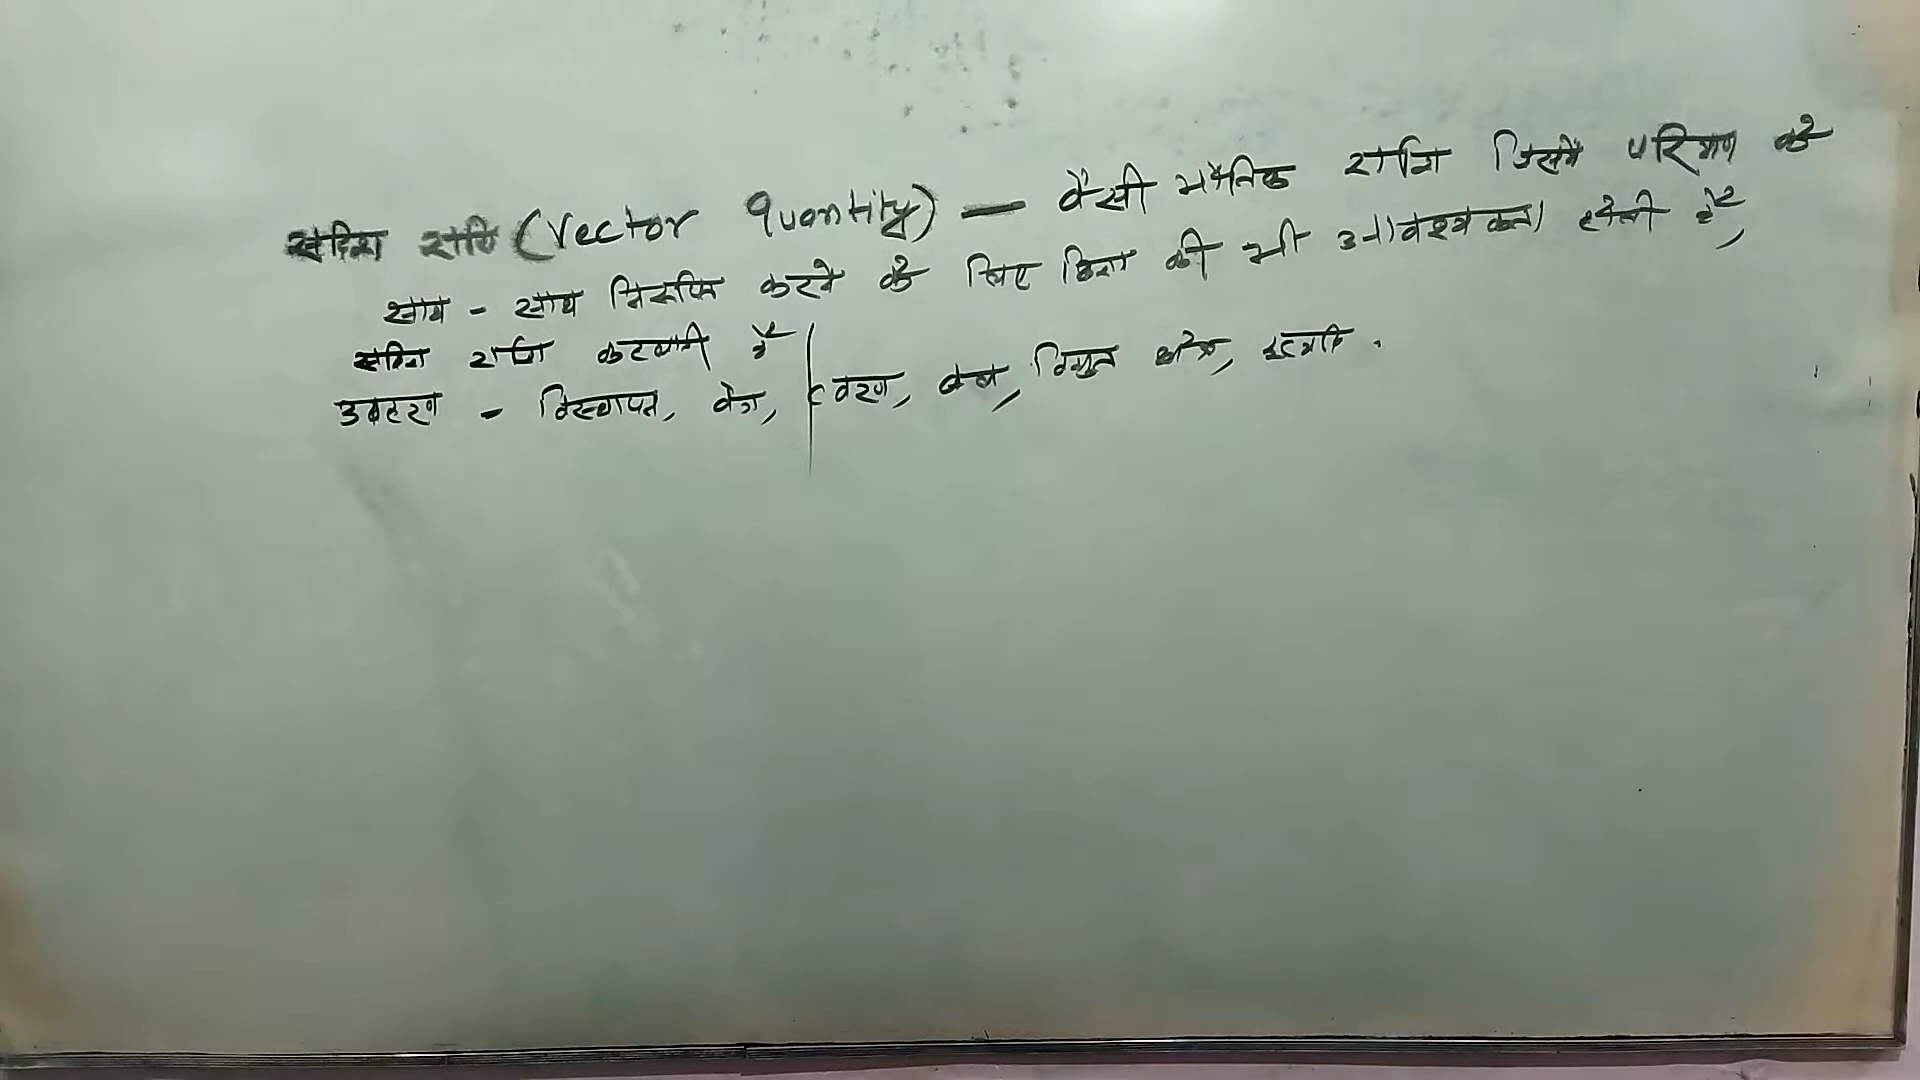 सदिश राशि (Vector Quantity) — वैसी भौतिक राशि जिसमें परिमाण के
साथ - साथ निरूपित करने के लिए दिशा की भी आवश्यकता होती है,
सदिश राशि कहलाती है
उदाहरण - विस्थापन, वेग, त्वरण, बल, विद्युत क्षेत्र, इत्यादि .